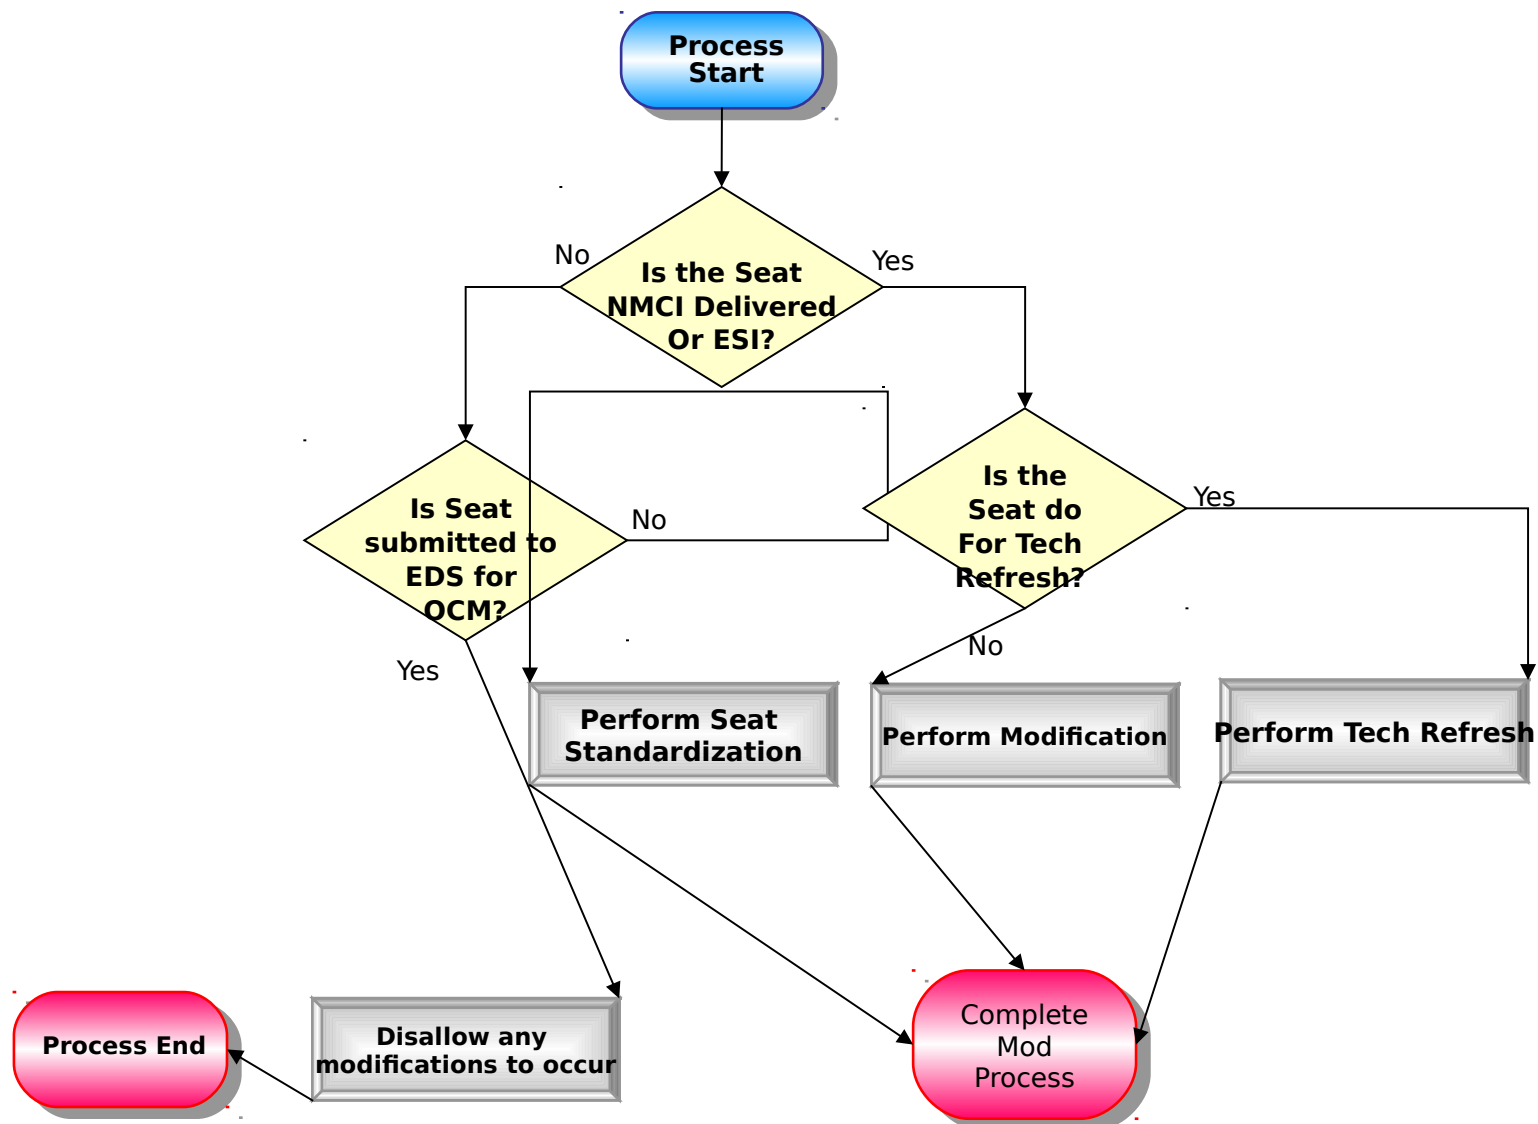 Process
Start
No
Yes
Is the Seat
NMCI Delivered
Or ESI?
Is the
Seat do
For Tech
Refresh?
Yes
Is Seat
submitted to
EDS for
OCM?
No
No
Yes
Perform Seat
Standardization
Perform Modification
Perform Tech Refresh
Process End
Disallow any
modifications to occur
Complete
Mod
Process